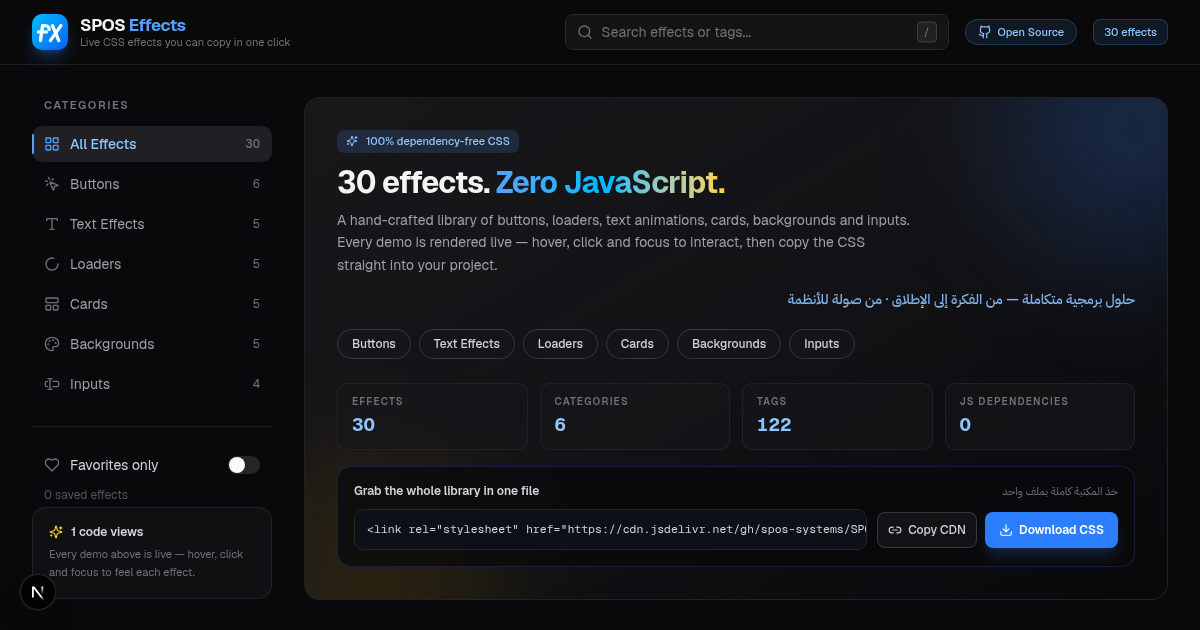 fx
SPOS Effects
Live CSS effects you can copy in one click
Search effects or tags...
/
Open Source
30 effects
CATEGORIES
All Effects 30
Buttons 6
Text Effects 5
Loaders 5
Cards 5
Backgrounds 5
Inputs 4
Favorites only
0 saved effects
1 code views
Every demo above is live — hover, click
and focus to feel each effect.
N
100% dependency-free CSS
30 effects. Zero JavaScript.
A hand-crafted library of buttons, loaders, text animations, cards, backgrounds and inputs.
Every demo is rendered live — hover, click and focus to interact, then copy the CSS
straight into your project.
حلول برمجية متكاملة — من الفكرة إلى الإطلاق · من صولة للأنظمة
Buttons
Text Effects
Loaders
Cards
Backgrounds
Inputs
EFFECTS
30
CATEGORIES
6
TAGS
122
JS DEPENDENCIES
0
Grab the whole library in one file
خذ المكتبة كاملة بملف واحد
<link rel="stylesheet" href="https://cdn.jsdelivr.net/gh/spos-systems/SP
Copy CDN
Download CSS